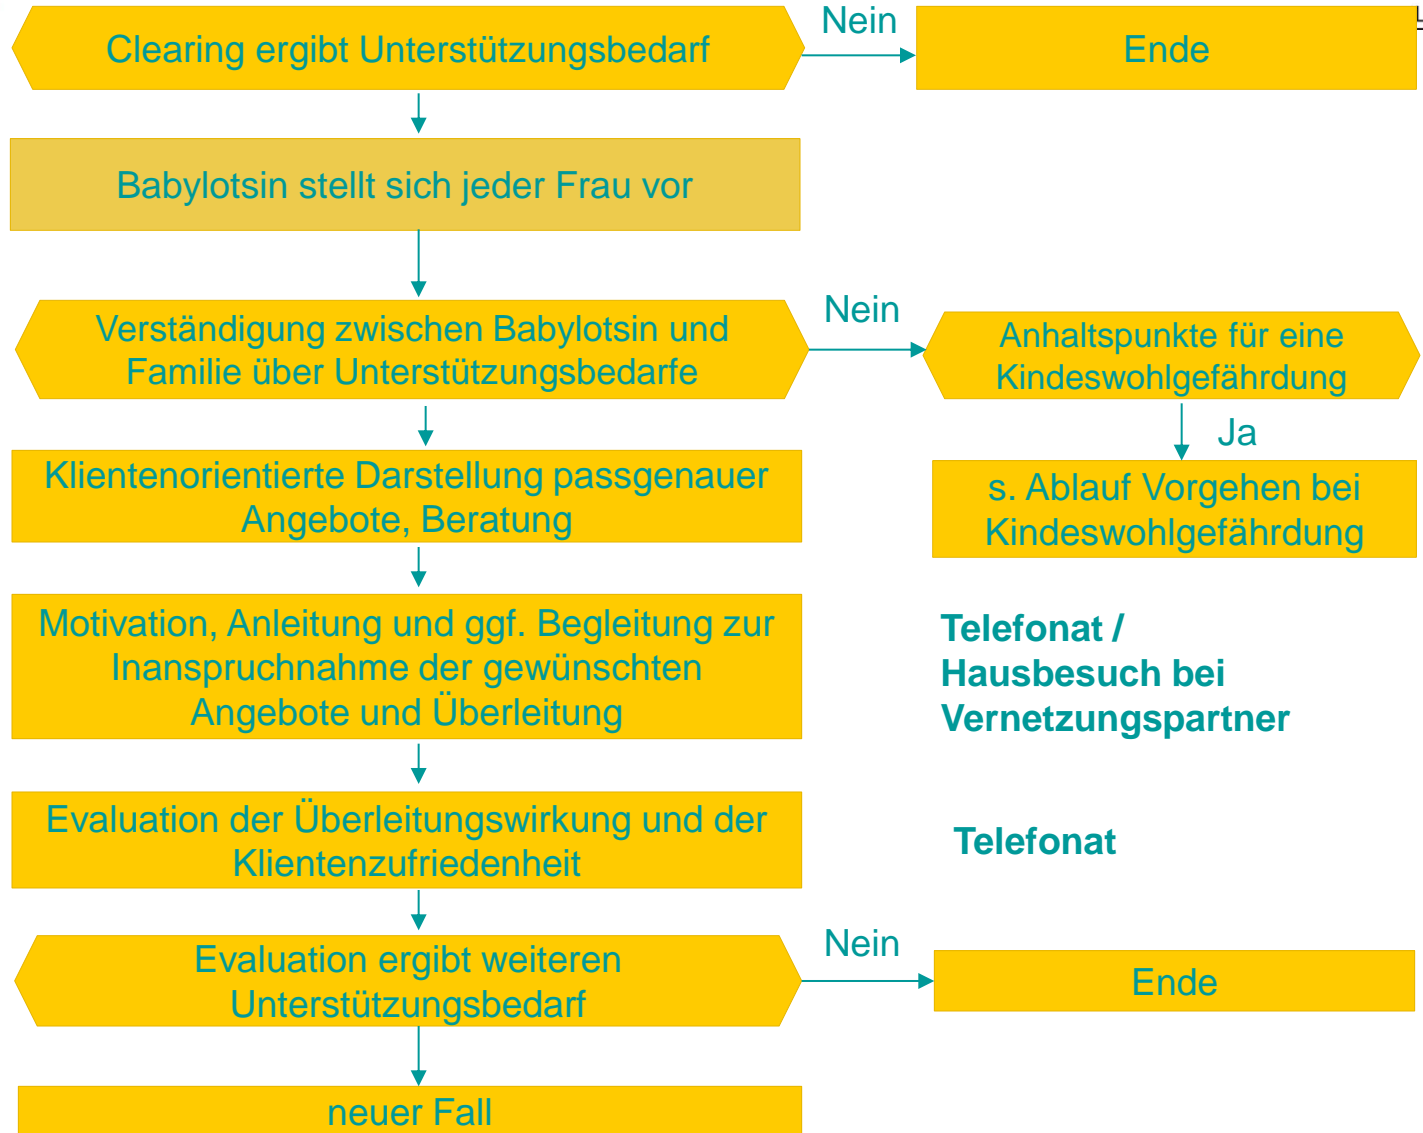 Clearing ergibt Unterstützungsbedarf
Nein
Ende
Babylotsin stellt sich jeder Frau vor
Verständigung zwischen Babylotsin und
Familie über Unterstützungsbedarfe
Nein
Anhaltspunkte für eine
Kindeswohlgefährdung
Ja
Klientenorientierte Darstellung passgenauer
Angebote, Beratung
s. Ablauf Vorgehen bei
Kindeswohlgefährdung
Motivation, Anleitung und ggf. Begleitung zur
Inanspruchnahme der gewünschten
Angebote und Überleitung
Telefonat /
Hausbesuch bei
Vernetzungspartner
Evaluation der Überleitungswirkung und der
Klientenzufriedenheit
Telefonat
Evaluation ergibt weiteren
Unterstützungsbedarf
Nein
Ende
neuer Fall